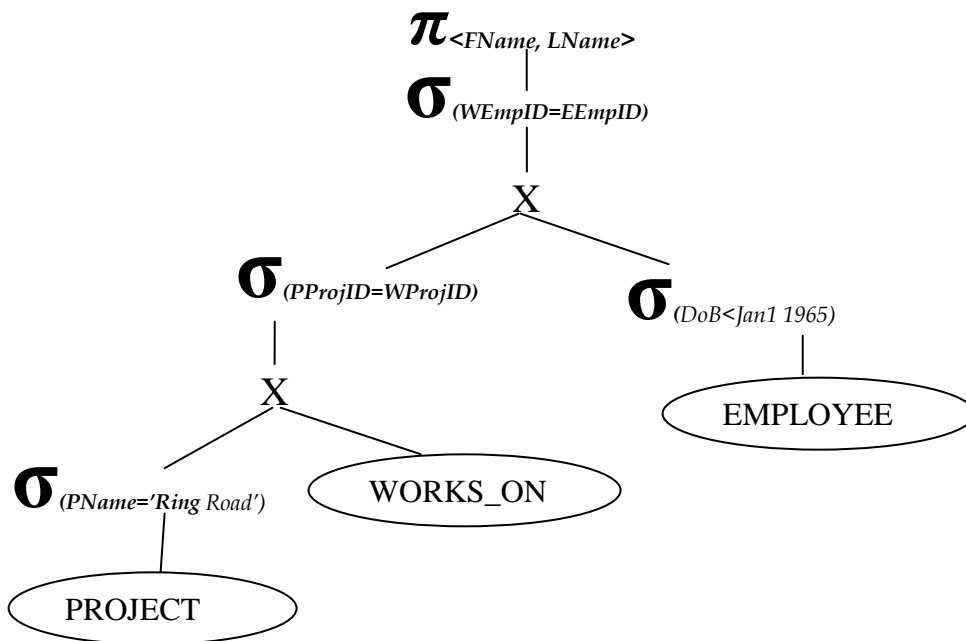 π<FName, LName>
σ(WEmpID=EEmpID)
X
σ(PProjID=WProjID)
σ(DoB<Jan1 1965)
X
EMPLOYEE
σ(PName='Ring Road')
WORKS_ON
PROJECT